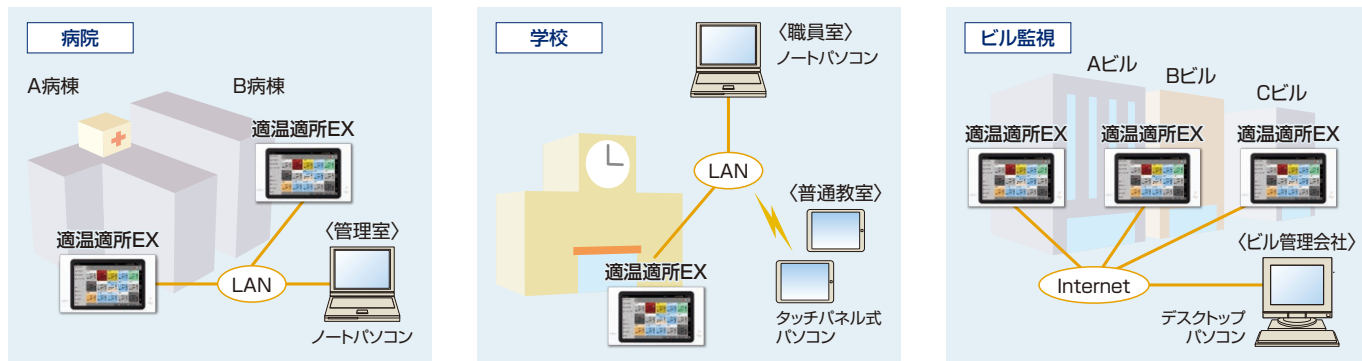 病院
A病棟
B病棟
適温適所EX
適温適所EX
〈管理室〉
LAN
ノートパソコン
学校
〈職員室〉
ノートパソコン
LAN
〈普通教室〉
適温適所EX
タッチパネル式
パソコン
ビル監視
Aビル
Bビル
Cビル
適温適所EX
適温適所EX
適温適所EX
〈ビル管理会社〉
Internet
デスクトップ
パソコン